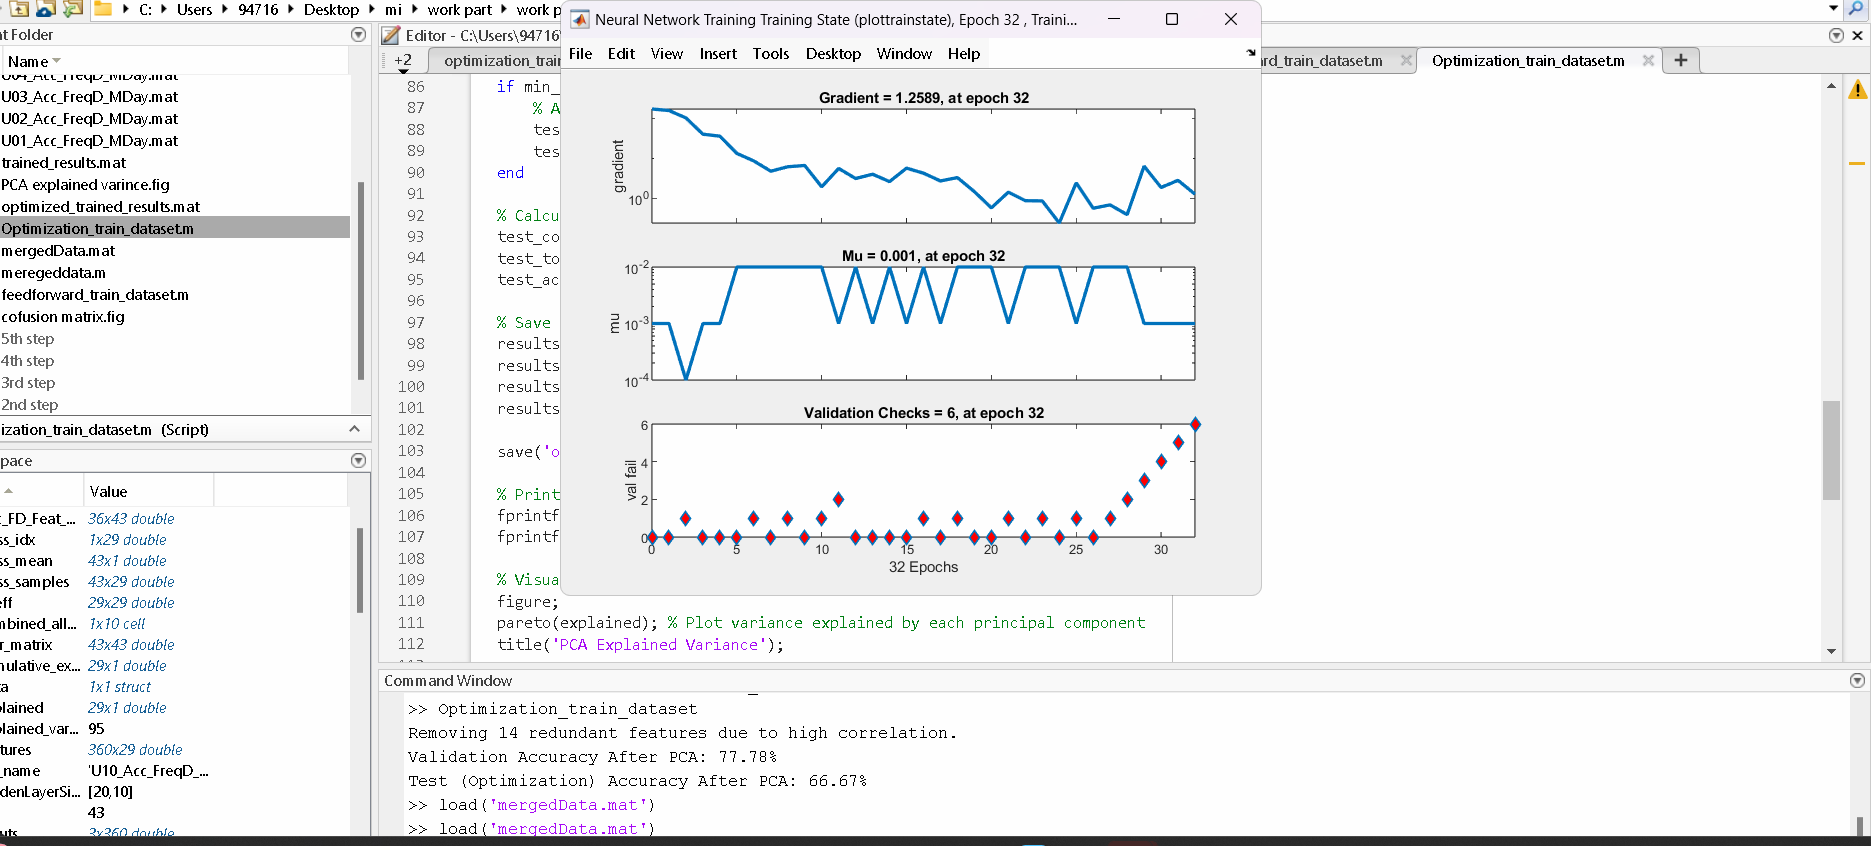 C: Users 94716 Desktop mi work part work p
t Folder
Name
U04_Acc_FreqD_MDay.mat
U03_Acc_FreqD_MDay.mat
U02_Acc_FreqD_MDay.mat
U01_Acc_FreqD_MDay.mat
trained_results.mat
PCA explained varince.fig
optimized_trained_results.mat
Optimization_train_dataset.m
mergedData.mat
meregeddata.m
feedforward_train_dataset.m
cofusion matrix.fig
5th step
4th step
3rd step
2nd step
ization_train_dataset.m (Script)
pace
Value
t_FD_Feat_... 36x43 double
ss_idx 1x29 double
ss_mean 43x1 double
ss_samples 43x29 double
eff 29x29 double
mbined_all... 1x10 cell
r_matrix 43x43 double
mulative_ex... 29x1 double
ta 1x1 struct
plained 29x1 double
plained_var... 95
tures 360x29 double
_name 'U10_Acc_FreqD_...
denLayerSi... [20,10]
43
uts 3x360 double
Editor - C:\Users\94716\
+2 optimization_train rd_train_dataset.m Optimization_train_dataset.m +
86 if min_
87 % A
88 tes
89 tes
90 end
91
92 % Calcu
93 test_co
94 test_to
95 test_ac
96
97 % Save
98 results
99 results
100 results
101 results
102
103 save('o
104
105 % Print
106 fprintf
107 fprintf
108
109 % Visua
110 figure;
111 pareto(explained); % Plot variance explained by each principal component
112 title('PCA Explained Variance');
Neural Network Training Training State (plottrainstate), Epoch 32 , Traini...
File Edit View Insert Tools Desktop Window Help
Gradient = 1.2589, at epoch 32
gradient
10^0
Mu = 0.001, at epoch 32
mu
10^-2
10^-3
10^-4
Validation Checks = 6, at epoch 32
val fail
6
4
2
0
0 5 10 15 20 25 30
32 Epochs
Command Window
>> Optimization_train_dataset
Removing 14 redundant features due to high correlation.
Validation Accuracy After PCA: 77.78%
Test (Optimization) Accuracy After PCA: 66.67%
>> load('mergedData.mat')
>> load('mergedData.mat')